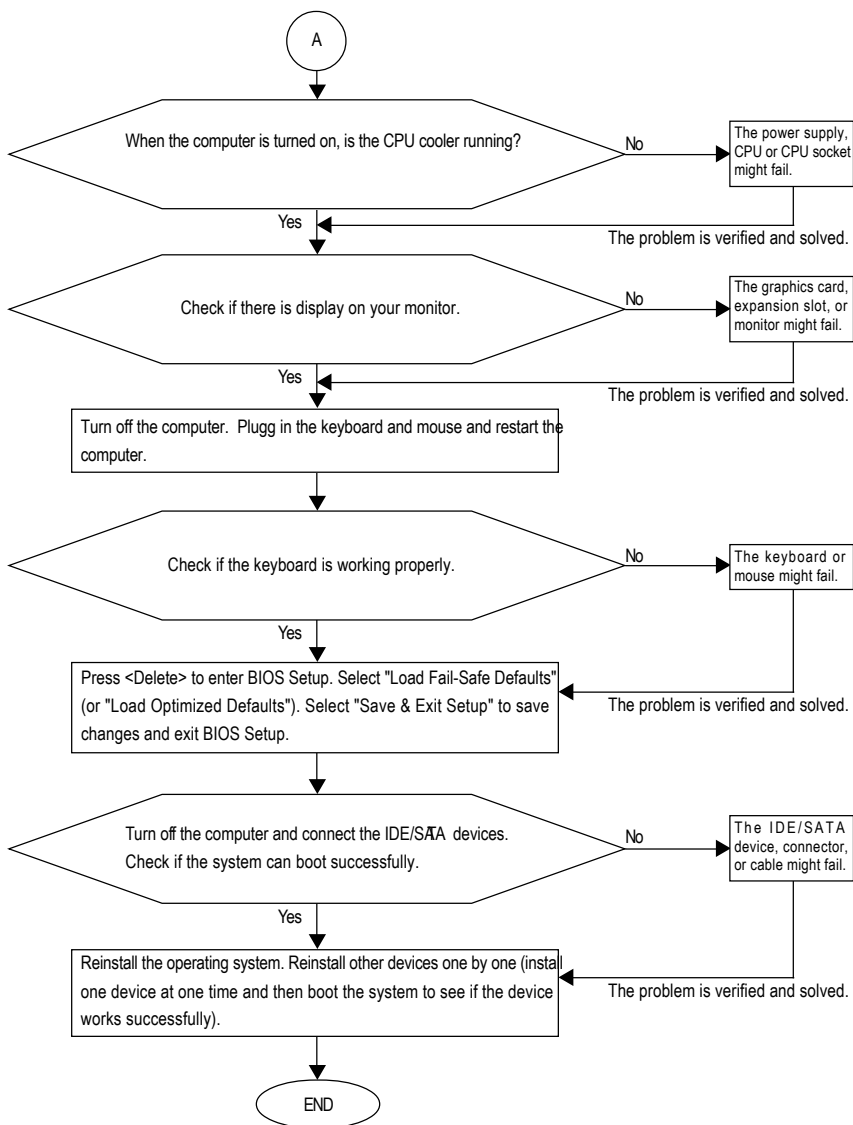 A
When the computer is turned on, is the CPU cooler running?
No
The power supply,
CPU or CPU socket
might fail.
Yes
The problem is verified and solved.
Check if there is display on your monitor.
No
The graphics card,
expansion slot, or
monitor might fail.
Yes
The problem is verified and solved.
Turn off the computer. Plugg in the keyboard and mouse and restart the
computer.
Check if the keyboard is working properly.
No
The keyboard or
mouse might fail.
Yes
Press <Delete> to enter BIOS Setup. Select "Load Fail-Safe Defaults"
(or "Load Optimized Defaults"). Select "Save & Exit Setup" to save
changes and exit BIOS Setup.
The problem is verified and solved.
Turn off the computer and connect the IDE/SATA devices.
Check if the system can boot successfully.
No
The IDE/SATA
device, connector,
or cable might fail.
Yes
Reinstall the operating system. Reinstall other devices one by one (install
one device at one time and then boot the system to see if the device
works successfully).
The problem is verified and solved.
END